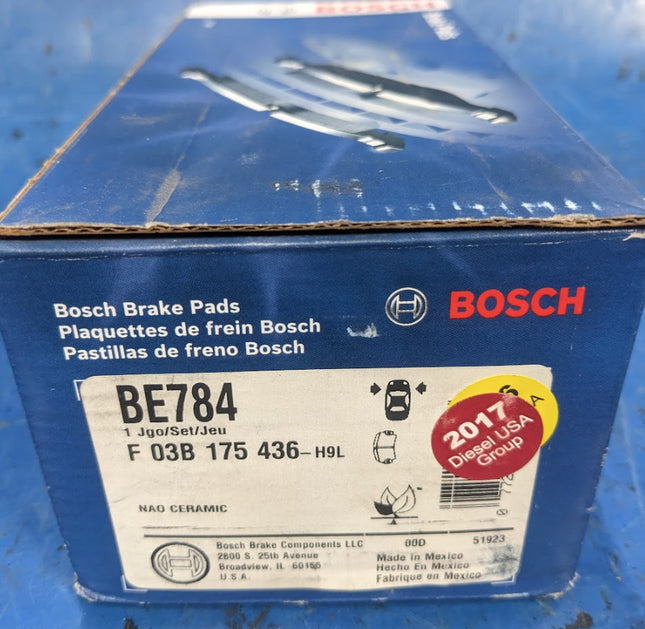 BOSCH
Bosch Brake Pads
Plaquettes de frein Bosch
Pastillas de freno Bosch
BOSCH
BE784
1 Jgo/Set/Jeu
F 03B 175 436-H9L
2017
Diesel USA
Group
NAO CERAMIC
Bosch Brake Components LLC
2800 S. 25th Avenue
Broadview, IL 60155
U.S.A.
00D
51923
Made in Mexico
Hecho En Mexico
Fabrique en Mexico